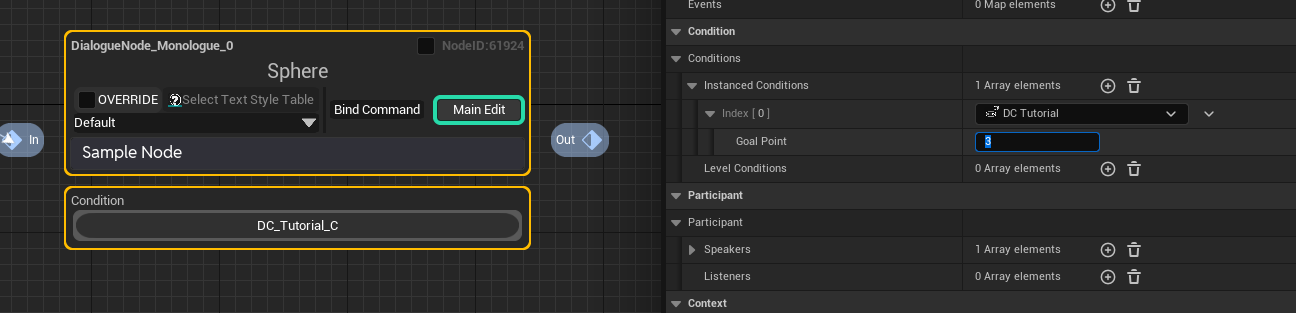 DialogueNode_Monologue_0
NodeID:61924
Sphere
OVERRIDE
Select Text Style Table
Default
Bind Command
Main Edit
In
Out
Sample Node
Condition
DC_Tutorial_C
Events
0 Map elements
Condition
Conditions
Instanced Conditions
1 Array elements
Index [ 0 ]
DC Tutorial
Goal Point
3
Level Conditions
0 Array elements
Participant
Participant
Speakers
1 Array elements
Listeners
0 Array elements
Context